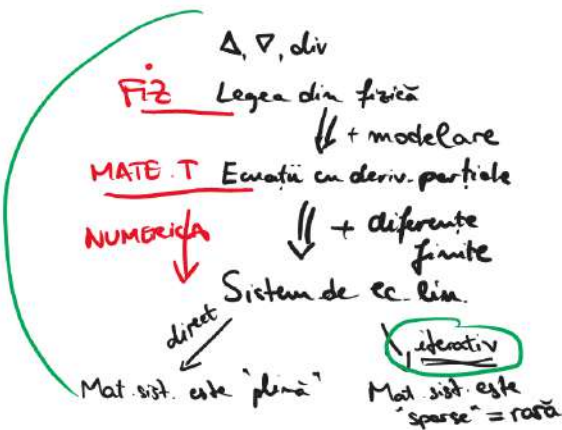 Δ, ∇, div
FIZ Legea din fizică
⇓ + modelare
MATE. T Ecuații cu deriv. parțiale
NUMERICA ⇓ + diferențe
finite
Sistem de ec. lin.
direct iterativ
Mat. sist. este "plină" Mat. sist. este
"sparse" = rară